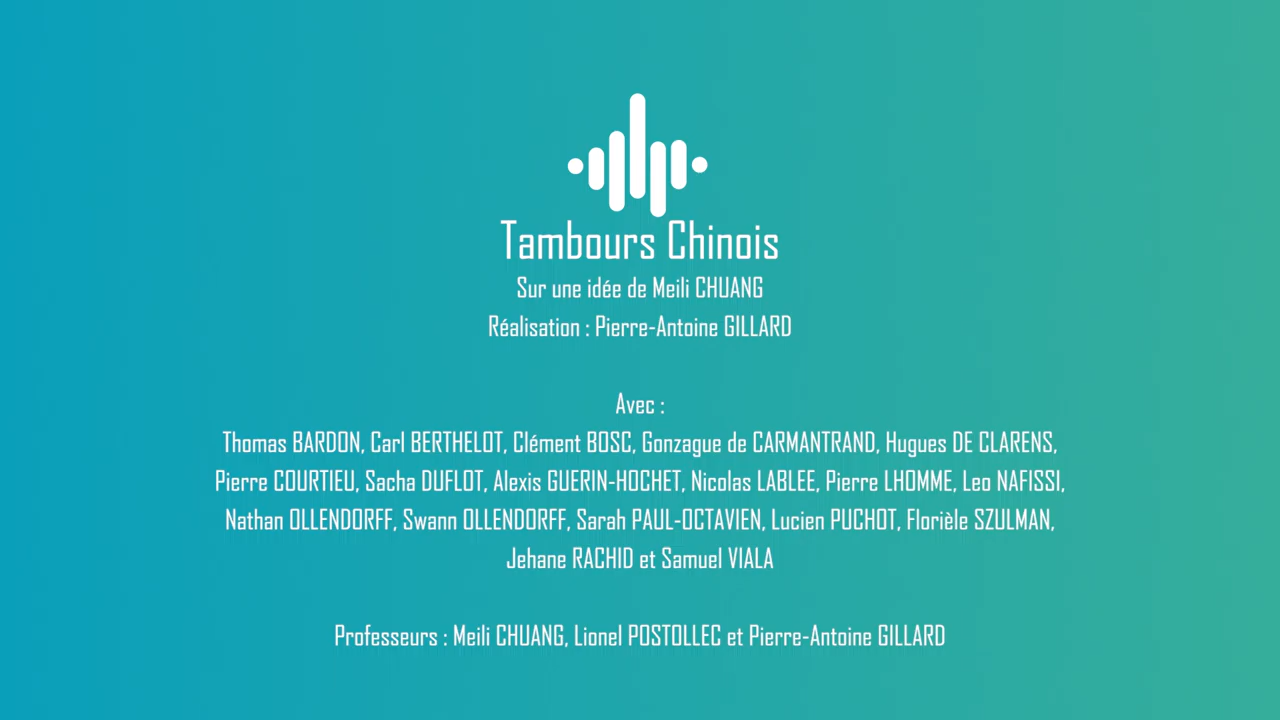 Tambours Chinois
Sur une idée de Meili CHUANG
Réalisation : Pierre-Antoine GILLARD
Avec :
Thomas BARDON, Carl BERTHELOT, Clément BOSC, Gonzague de CARMANTRAND, Hugues DE CLARENS,
Pierre COURTIEU, Sacha DUFLOT, Alexis GUERIN-HOCHET, Nicolas LABLEE, Pierre LHOMME, Leo NAFISSI,
Nathan OLLENDORFF, Swann OLLENDORFF, Sarah PAUL-OCTAVIEN, Lucien PUCHOT, Florièle SZULMAN,
Jehane RACHID et Samuel VIALA
Professeurs : Meili CHUANG, Lionel POSTOLLEC et Pierre-Antoine GILLARD